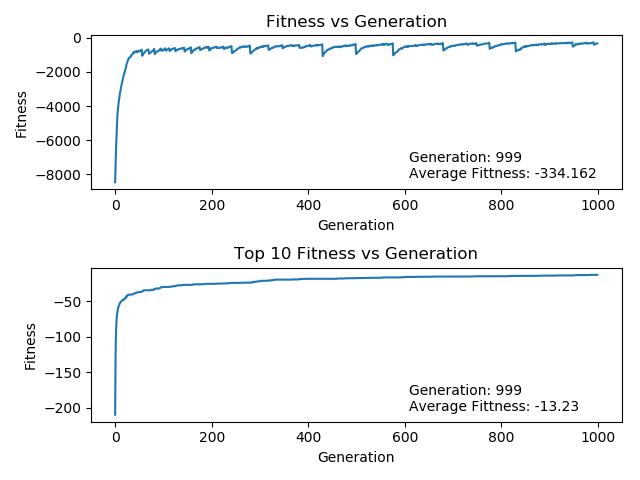 Fitness vs Generation
0
−2000
−4000
−6000
−8000
Fitness
Generation: 999
Average Fittness: -334.162
0 200 400 600 800 1000
Generation
Top 10 Fitness vs Generation
−50
−100
−150
−200
Fitness
Generation: 999
Average Fittness: -13.23
0 200 400 600 800 1000
Generation